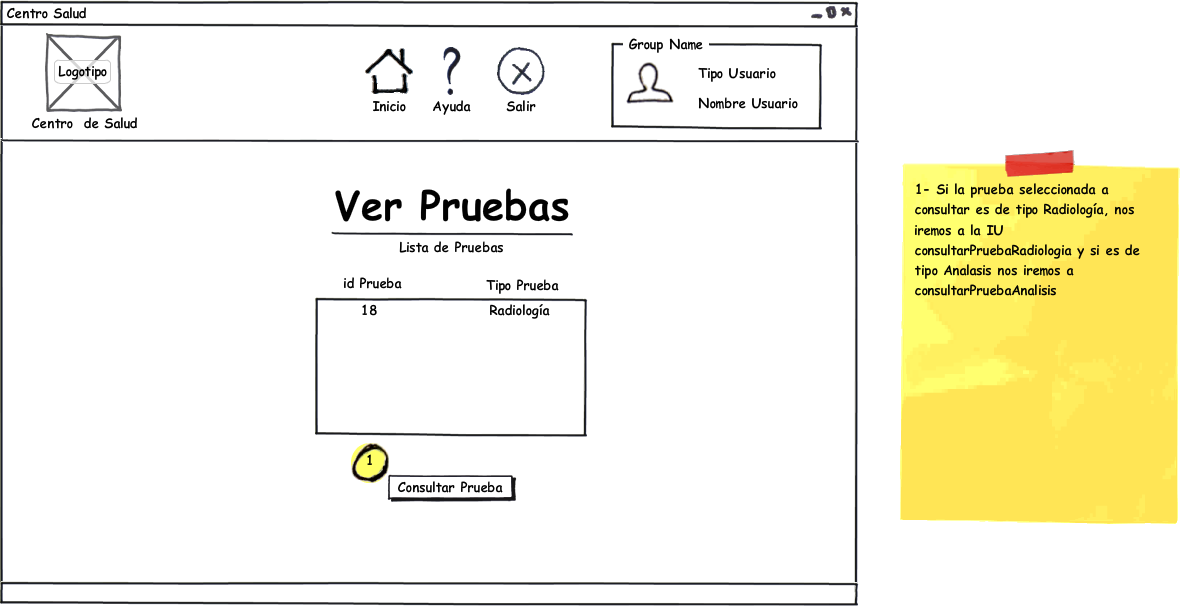 Centro Salud
Logotipo
Centro de Salud
Inicio
Ayuda
Salir
Group Name
Tipo Usuario
Nombre Usuario
Ver Pruebas
Lista de Pruebas
id Prueba Tipo Prueba
18 Radiología
1
Consultar Prueba
1- Si la prueba seleccionada a
consultar es de tipo Radiología, nos
iremos a la IU
consultarPruebaRadiologia y si es de
tipo Analasis nos iremos a
consultarPruebaAnalisis